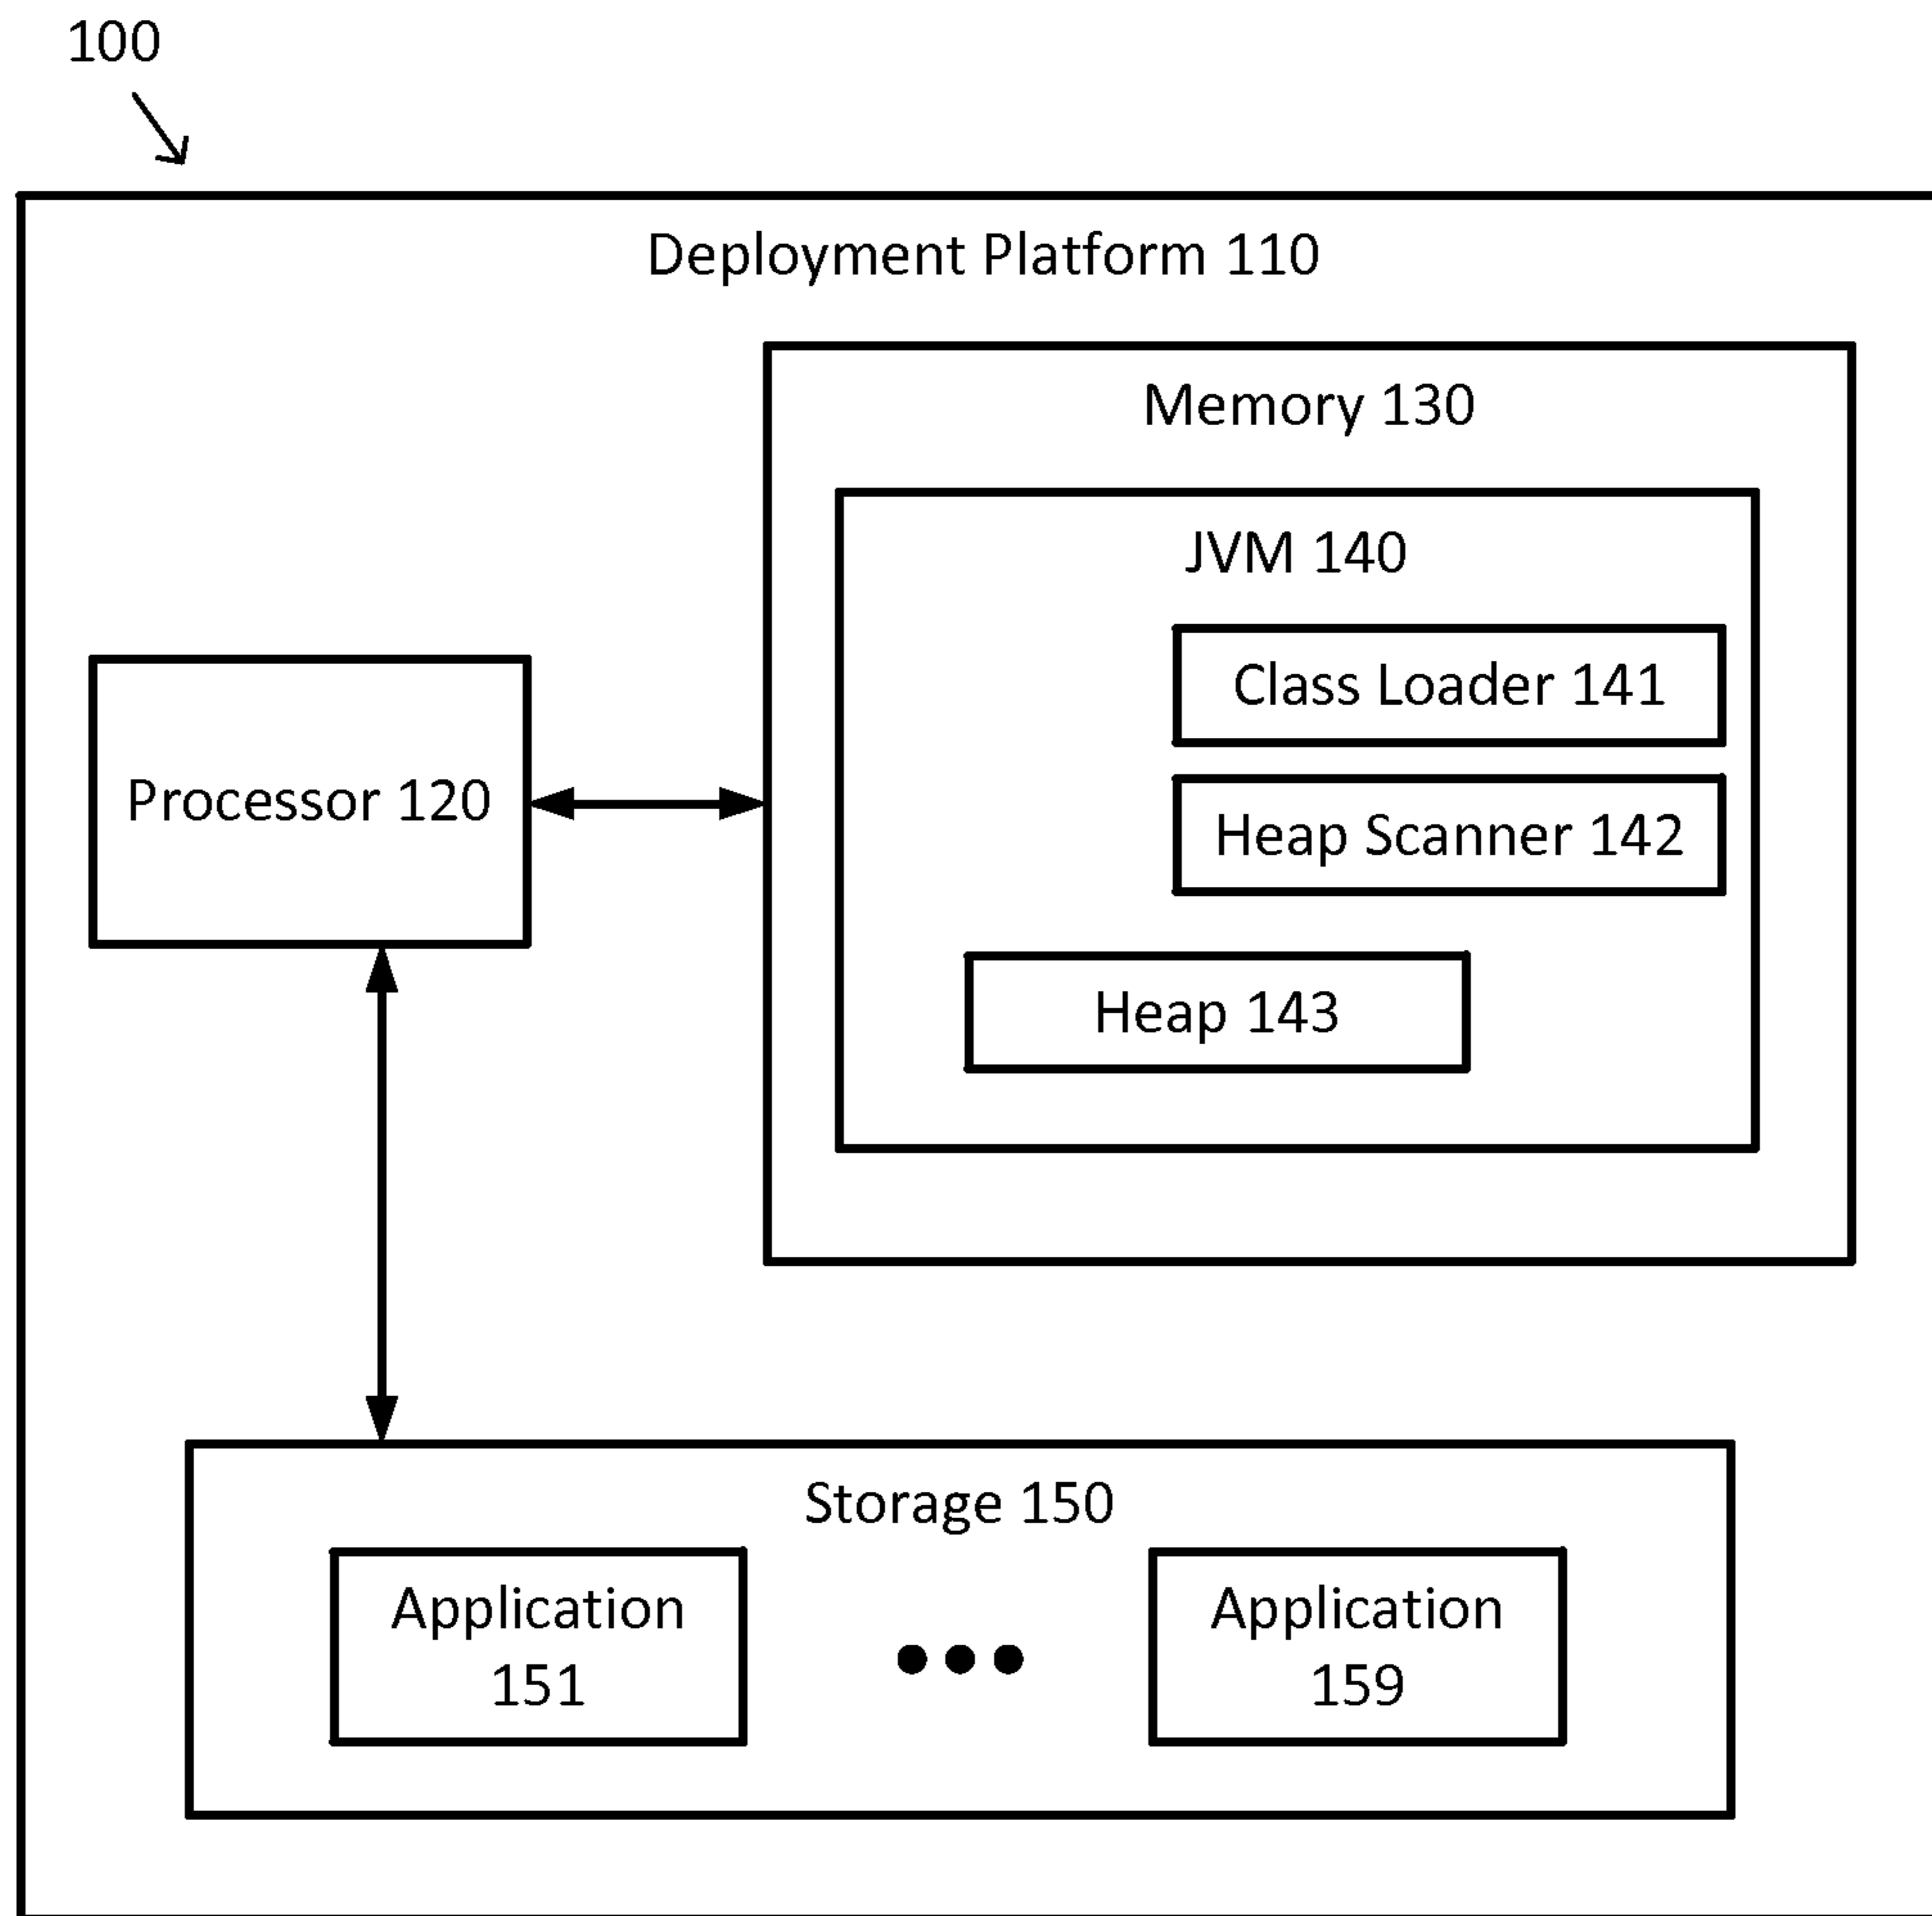 100
Deployment Platform 110
Memory 130
JVM 140
Class Loader 141
Processor 120
Heap Scanner 142
Heap 143
Storage 150
Application
151
Application
159